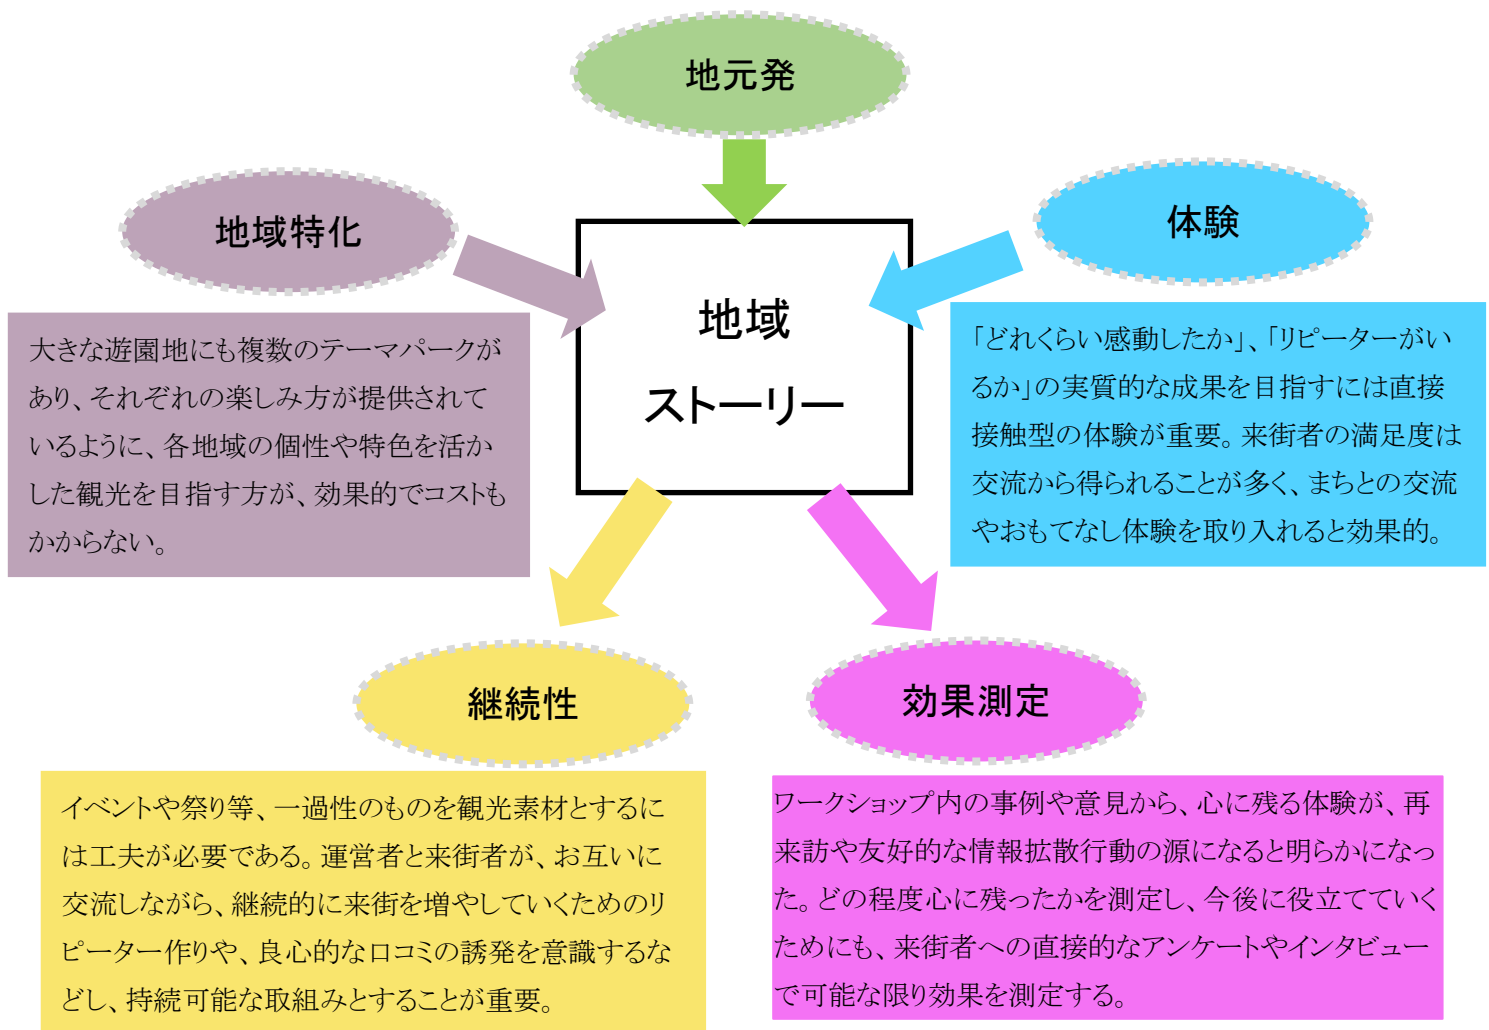 地元発
地域特化
体験
地域
ストーリー
大きな遊園地にも複数のテーマパークが
あり、それぞれの楽しみ方が提供されて
いるように、各地域の個性や特色を活か
した観光を目指す方が、効果的でコストも
かからない。
「どれくらい感動したか」、「リピーターがい
るか」の実質的な成果を目指すには直接
接触型の体験が重要。来街者の満足度は
交流から得られることが多く、まちとの交流
やおもてなし体験を取り入れると効果的。
継続性
効果測定
イベントや祭り等、一過性のものを観光素材とするに
は工夫が必要である。運営者と来街者が、お互いに
交流しながら、継続的に来街を増やしていくためのリ
ピーター作りや、良心的な口コミの誘発を意識するな
どし、持続可能な取組みとすることが重要。
ワークショップ内の事例や意見から、心に残る体験が、再
来訪や友好的な情報拡散行動の源になると明らかになっ
た。どの程度心に残ったかを測定し、今後に役立てていく
ためにも、来街者への直接的なアンケートやインタビュー
で可能な限り効果を測定する。